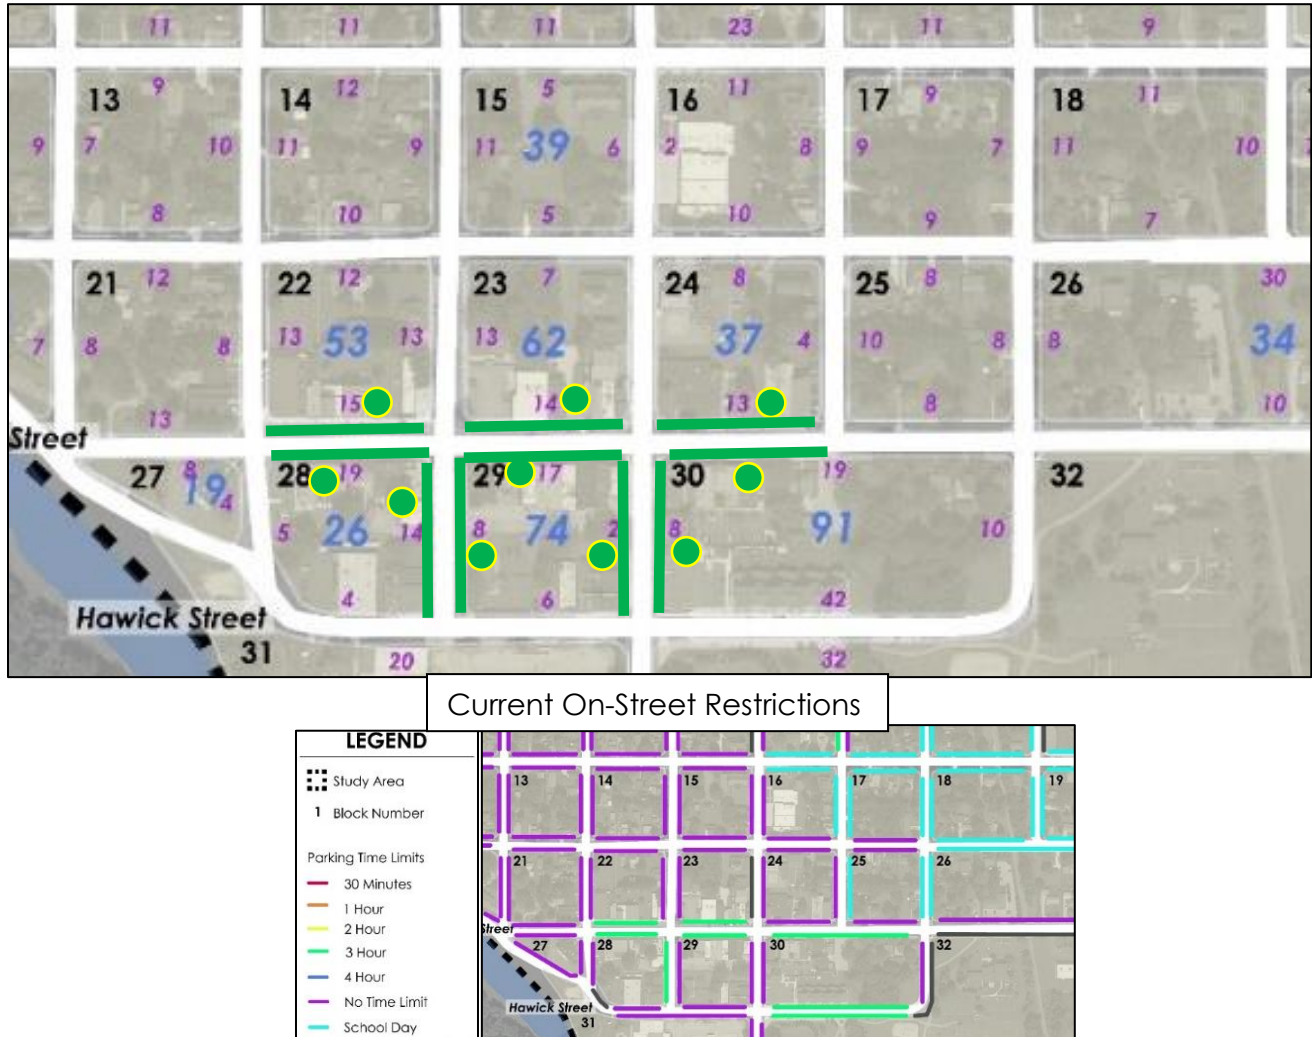 11 11 11 23 11 9
13 9 14 12 15 5 16 11 17 9 18 11
9 7 10 11 9 11 39 6 2 8 9 7 11 10
8 10 5 10 9 7
21 12 22 12 23 7 24 8 25 8 26 30
7 8 8 13 53 13 13 62 37 4 10 8 8 34
13 15 14 13 8 10
Street
27 8 19 4 28 19 29 17 30 19 32
5 26 14 8 74 2 8 91 10
4 6 42
Hawick Street
31 20 32
Current On-Street Restrictions
LEGEND
Study Area
1 Block Number
Parking Time Limits
30 Minutes
1 Hour
2 Hour
3 Hour
4 Hour
No Time Limit
School Day
13 14 15 16 17 18 19
21 22 23 24 25 26
Street
27 28 29 30 32
Hawick Street
31